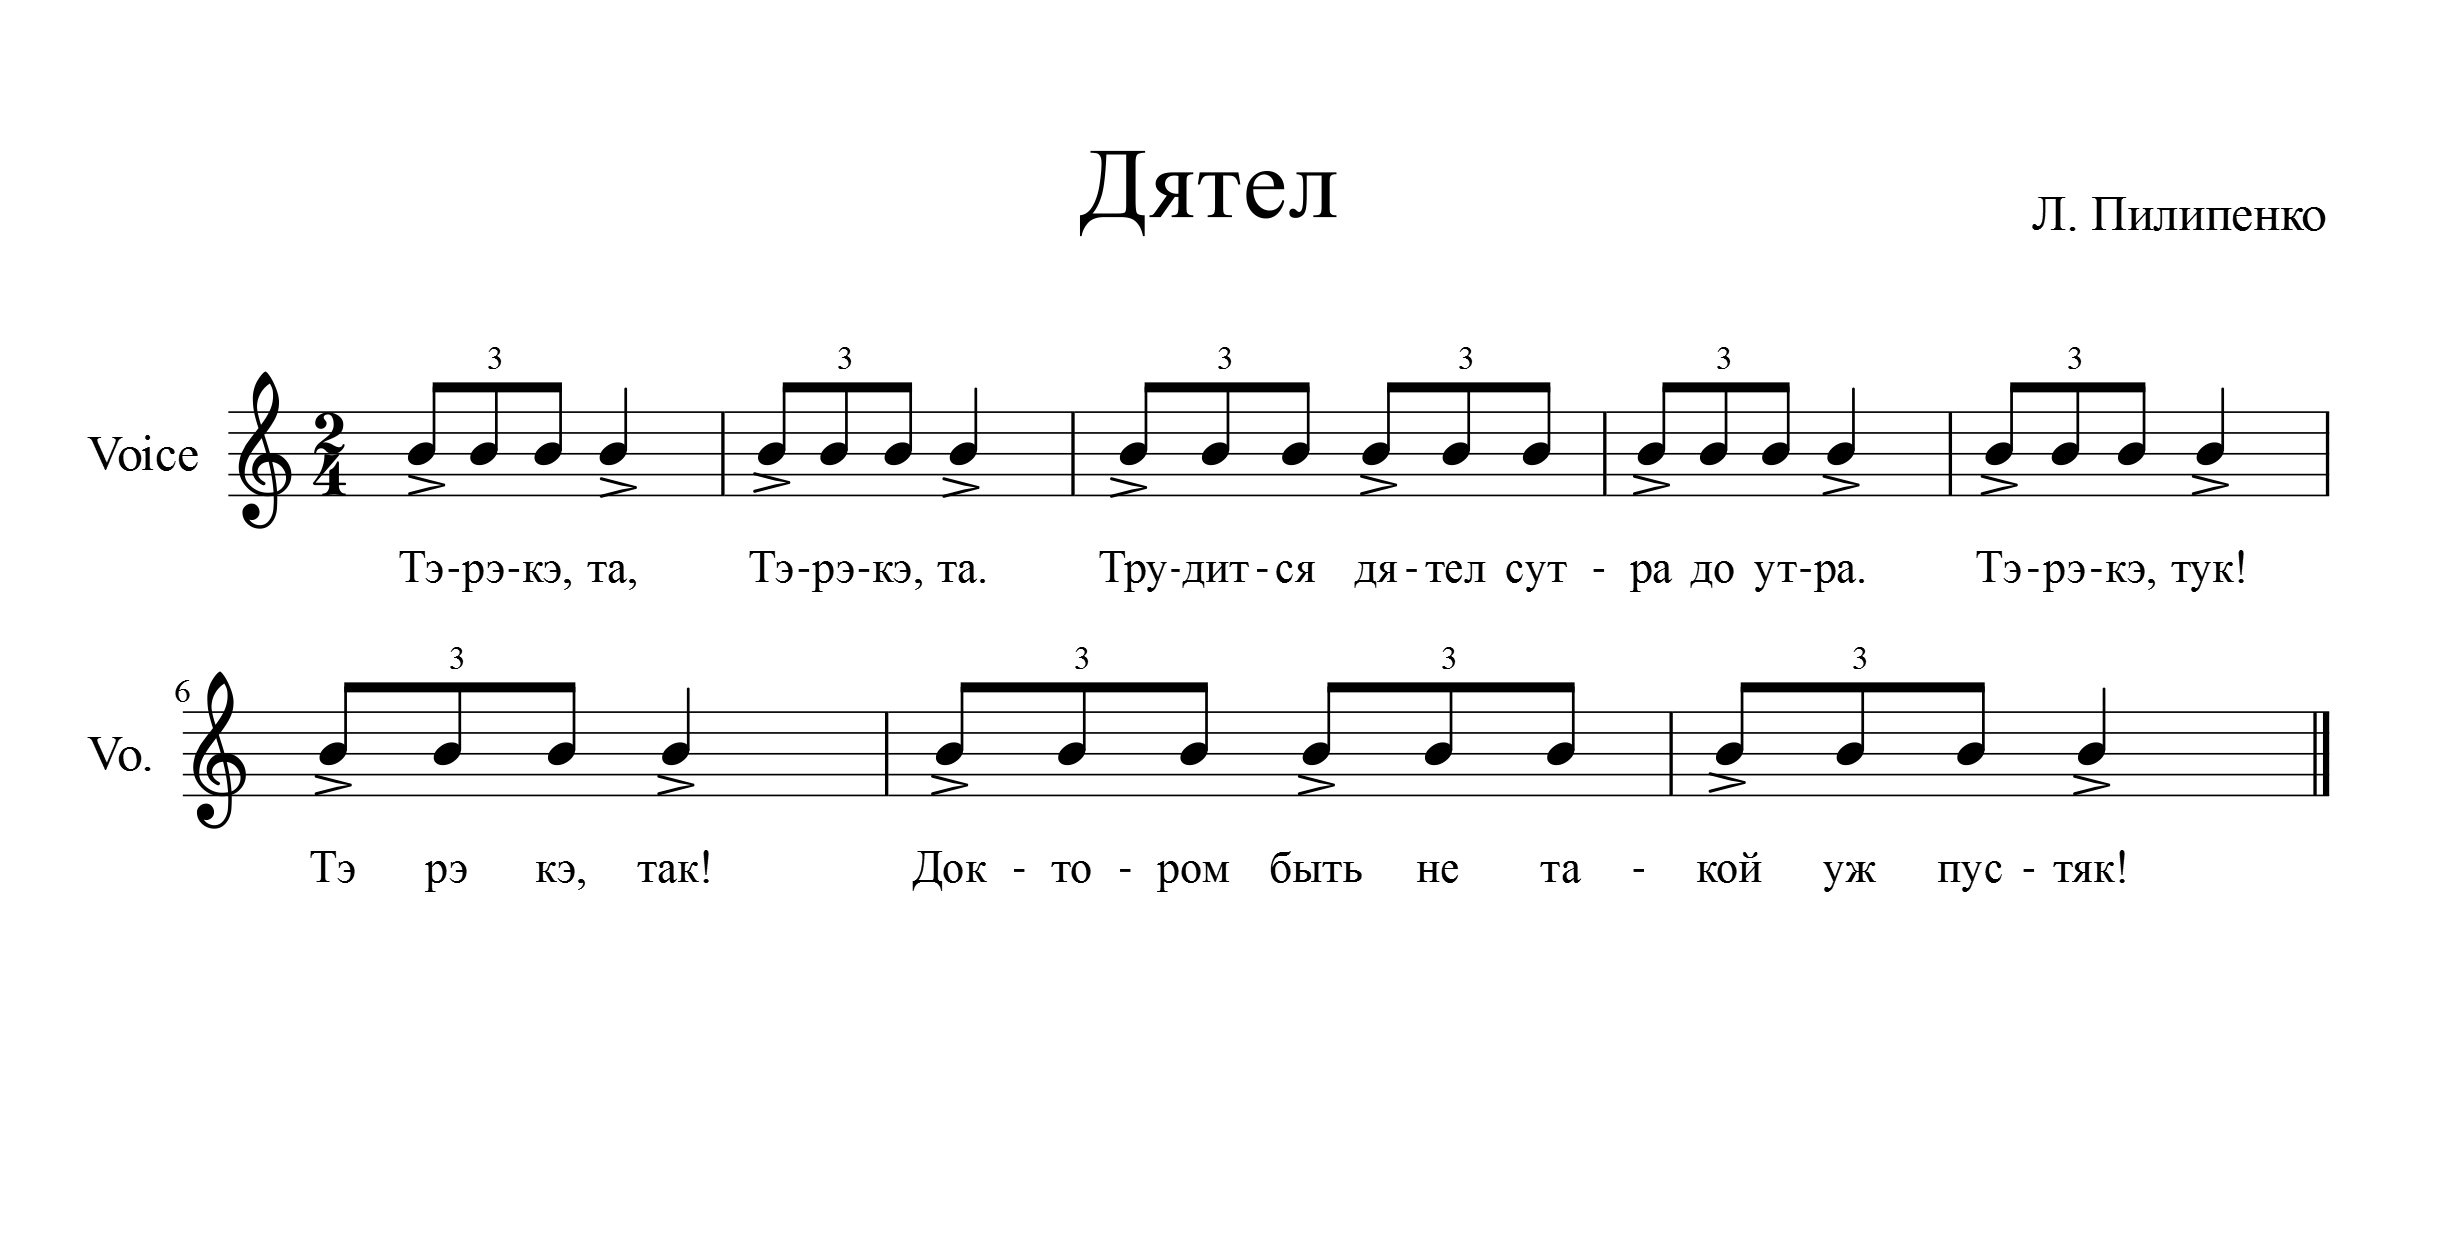 Дятел
Л. Пилипенко
3 3 3 3 3 3
Voice 2 4
Тэ-рэ-кэ, та, Тэ-рэ-кэ, та. Тру-дит-ся дя-тел сут - ра до ут-ра. Тэ-рэ-кэ, тук!
3 3 3 3
6
Vo.
Тэ рэ кэ, так! Док - то - ром быть не та - кой уж пус - тяк!